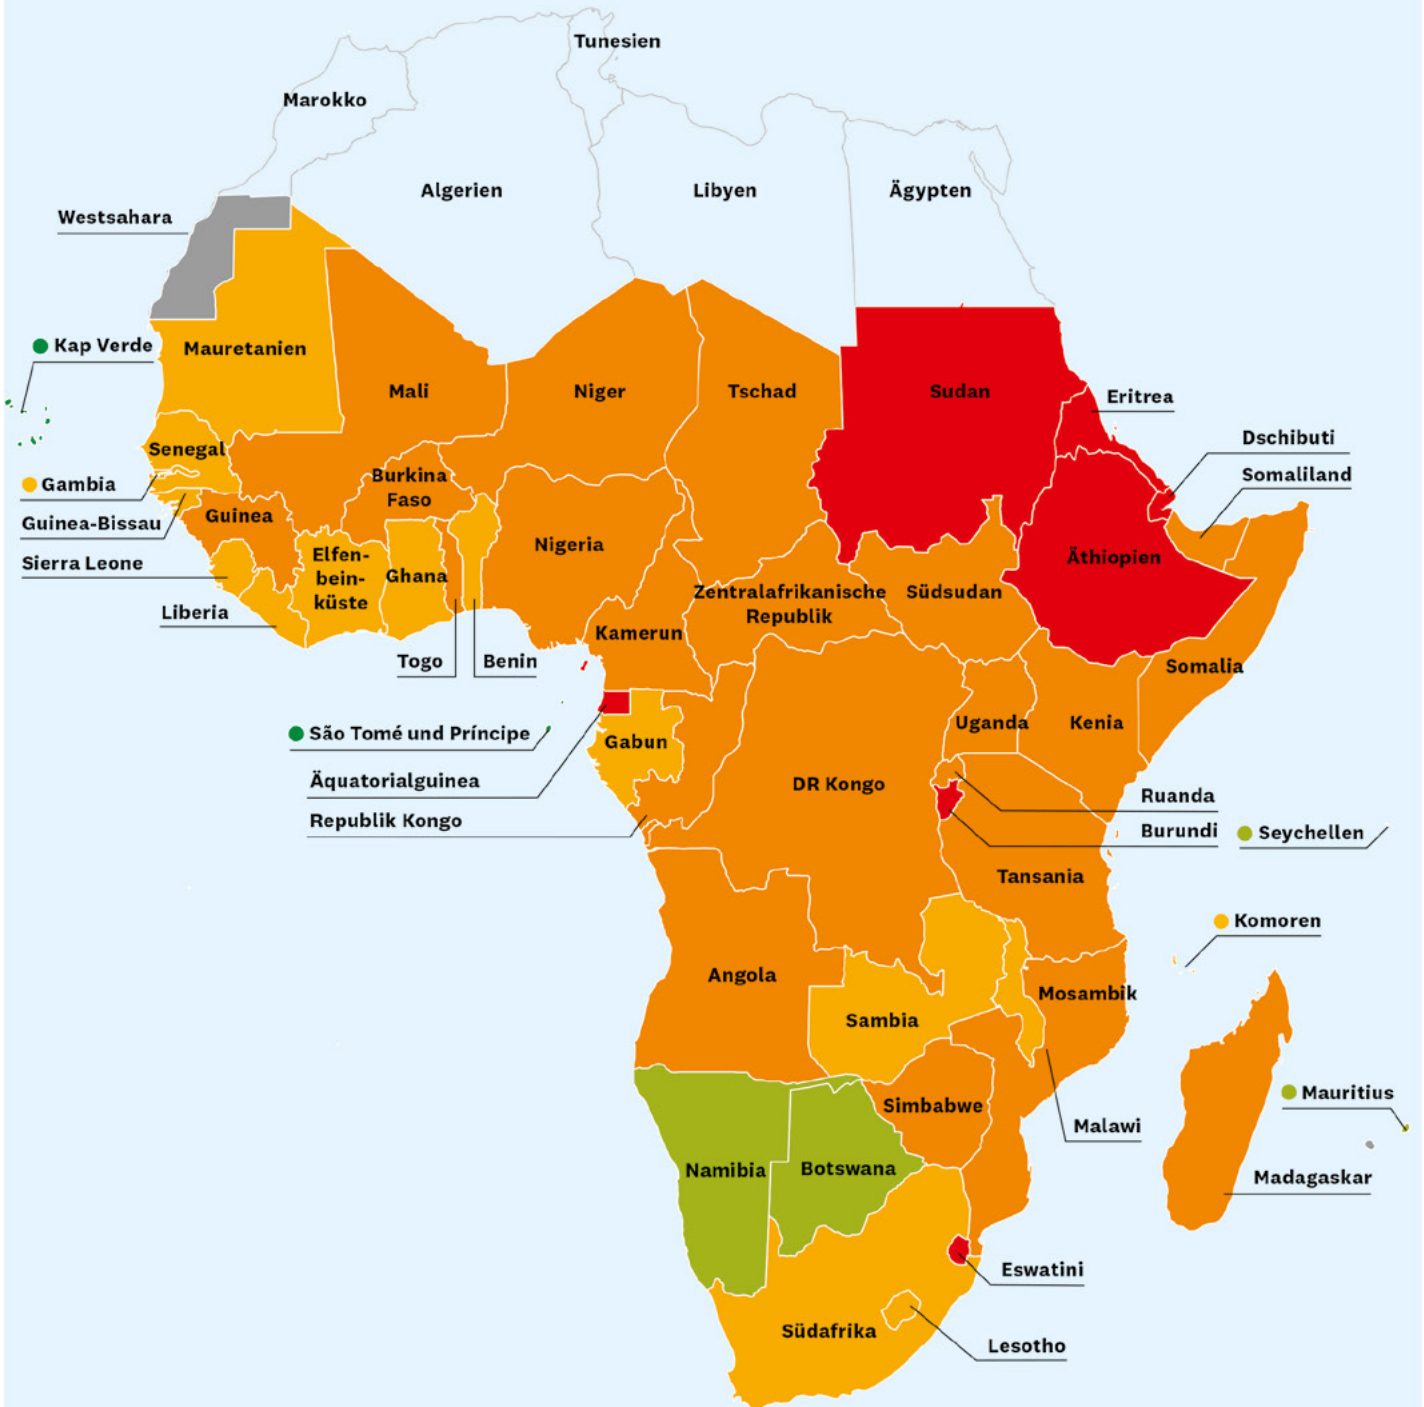 Tunesien
Marokko
Algerien
Libyen
Ägypten
Westsahara
Kap Verde
Mauretanien
Mali
Niger
Tschad
Sudan
Eritrea
Dschibuti
Somaliland
Senegal
Gambia
Burkina
Faso
Guinea-Bissau
Guinea
Sierra Leone
Elfen-
bein-
küste
Ghana
Nigeria
Äthiopien
Liberia
Zentralafrikanische
Republik
Südsudan
Kamerun
Togo
Benin
Somalia
São Tomé und Príncipe
Gabun
Uganda
Kenia
Äquatorialguinea
DR Kongo
Ruanda
Republik Kongo
Burundi
Seychellen
Tansania
Komoren
Angola
Mosambik
Sambia
Simbabwe
Mauritius
Malawi
Namibia
Botswana
Madagaskar
Eswatini
Südafrika
Lesotho